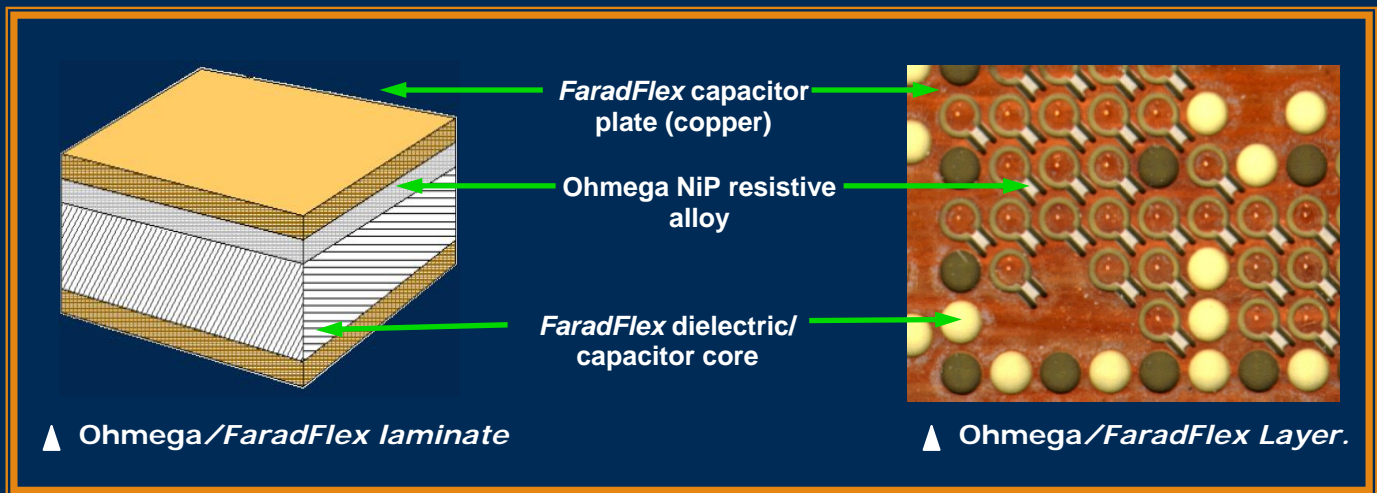 FaradFlex capacitor
plate (copper)
Ohmega NiP resistive
alloy
FaradFlex dielectric/
capacitor core
Ohmega/FaradFlex laminate
Ohmega/FaradFlex Layer.